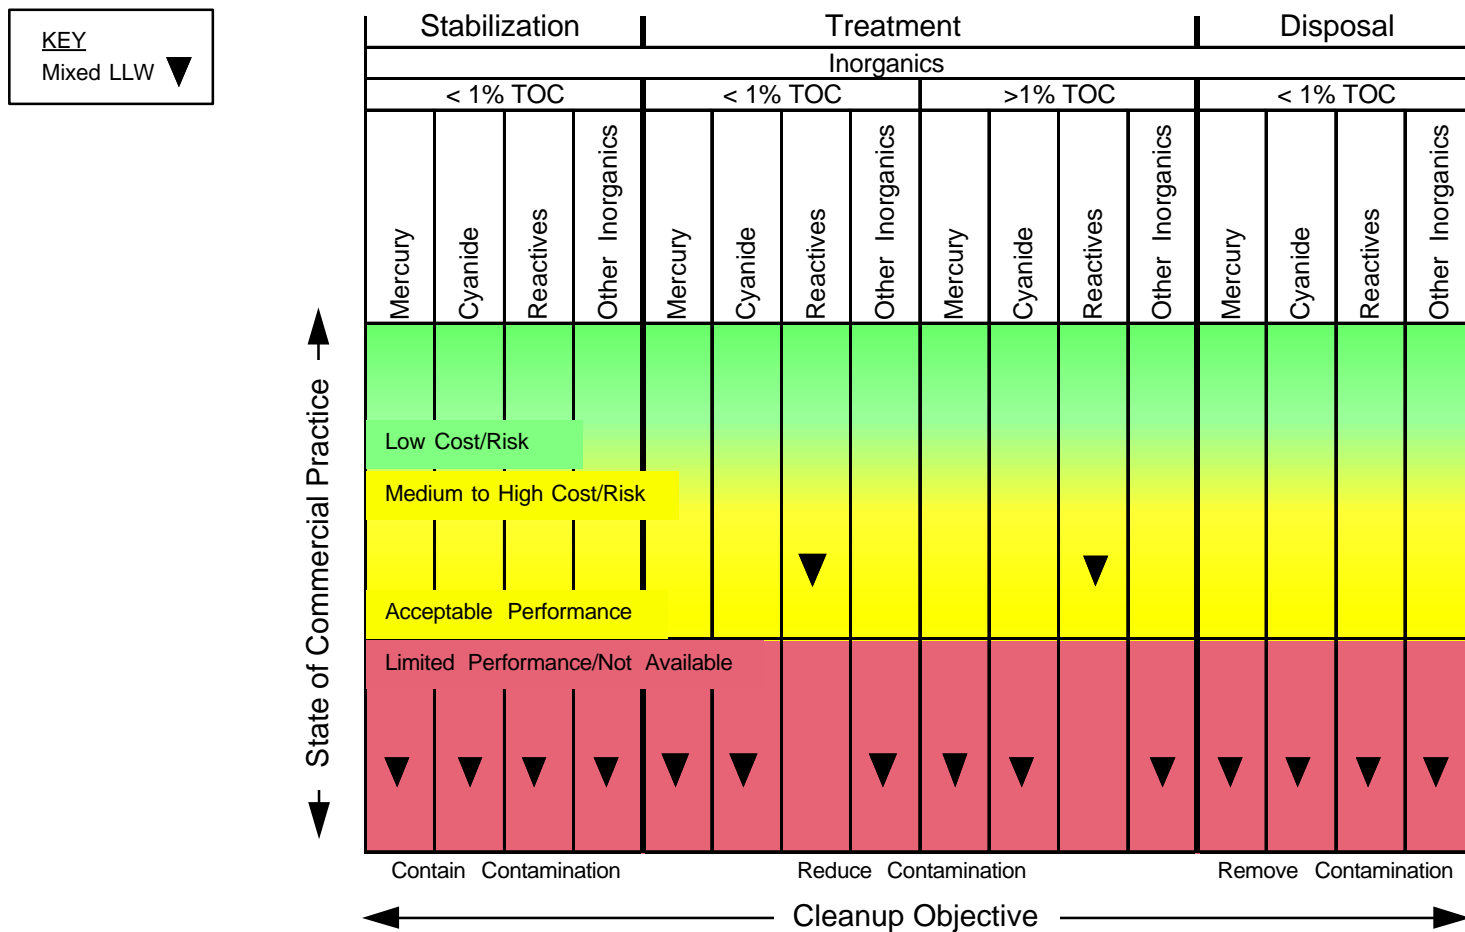 KEY
Mixed LLW
Stabilization Treatment Disposal
Inorganics
< 1% TOC < 1% TOC >1% TOC < 1% TOC
Mercury Cyanide Reactives Other Inorganics Mercury Cyanide Reactives Other Inorganics Mercury Cyanide Reactives Other Inorganics Mercury Cyanide Reactives Other Inorganics
State of Commercial Practice
Low Cost/Risk
Medium to High Cost/Risk
Acceptable Performance
Limited Performance/Not Available
Contain Contamination Reduce Contamination Remove Contamination
Cleanup Objective